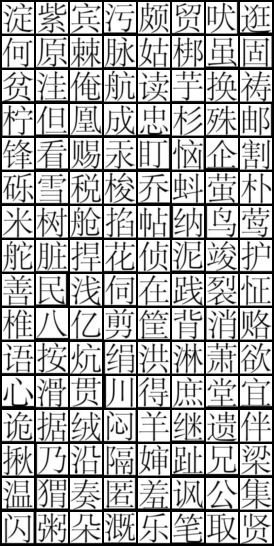 淀紫宾污颇贸吠逛
何原棘脉姑梆虽固
贫洼俺航读芋换祷
柠但凰成忠杉殊邮
锋看赐汞盯恼企割
砾雪税梭乔蚪萤朴
米树舱掐帖纳鸟莺
舵脏捍花侦泥竣护
善民浅伺在践裂怔
椎八亿剪筐背消赂
语按炕绢洪淋萧欲
心滑贯川得庶堂宜
诡据绒闷羊继遗伴
揪乃沿隔婶趾兄梁
温猬奏匿羞讽公集
闪粥朵溉乐笔取贤